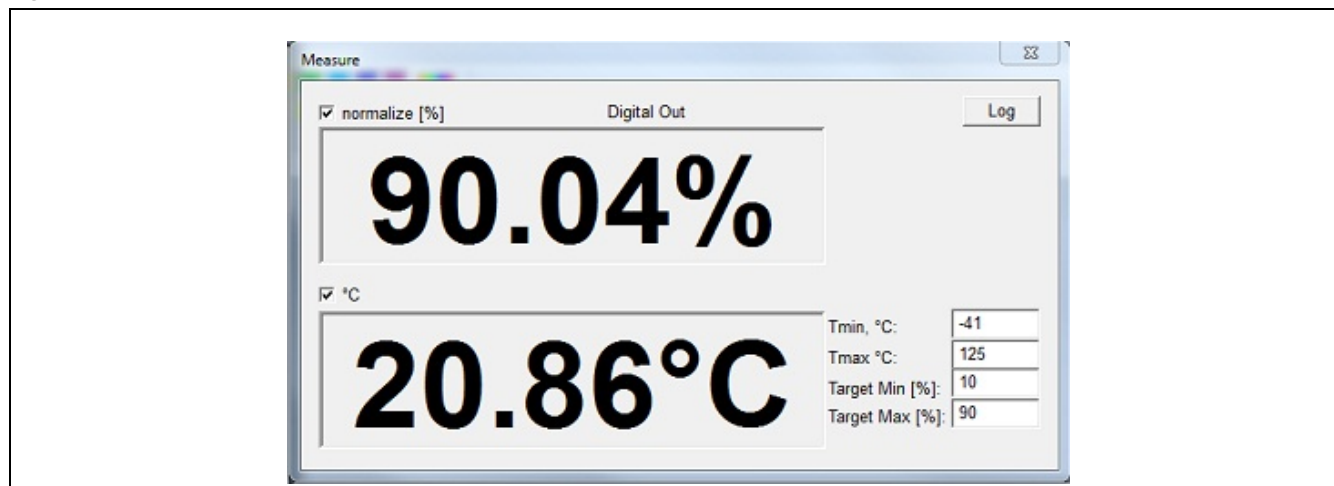 Measure
normalize [%] Digital Out Log
90.04%
°C
20.86°C
Tmin, °C: -41
Tmax °C: 125
Target Min [%]: 10
Target Max [%]: 90